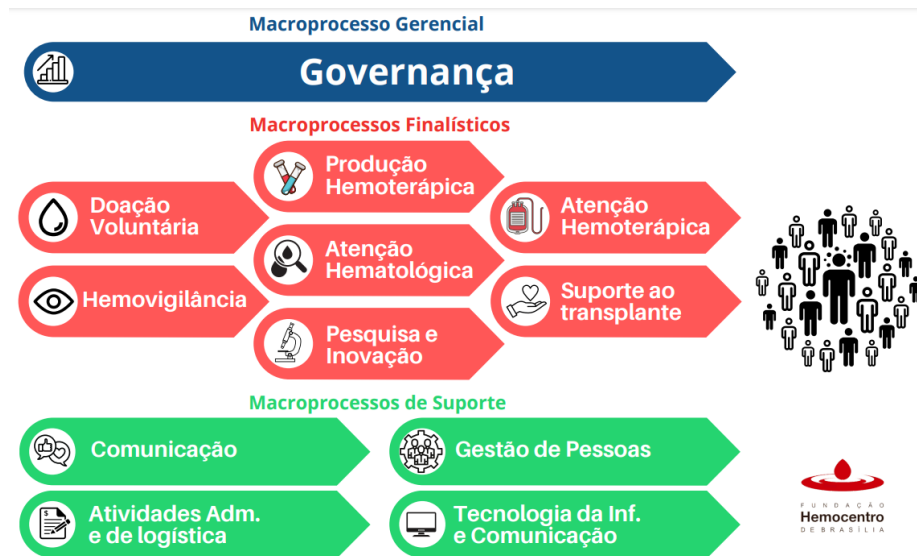 Macroprocesso Gerencial
Governança
Macroprocessos Finalísticos
Doação
Voluntária
Hemovigilância
Produção
Hemoterápica
Atenção
Hematológica
Pesquisa e
Inovação
Atenção
Hemoterápica
Suporte ao
transplante
Macroprocessos de Suporte
Comunicação
Gestão de Pessoas
Atividades Adm.
e de logística
Tecnologia da Inf.
e Comunicação
FUNDAÇÃO
Hemocentro
DE BRASÍLIA